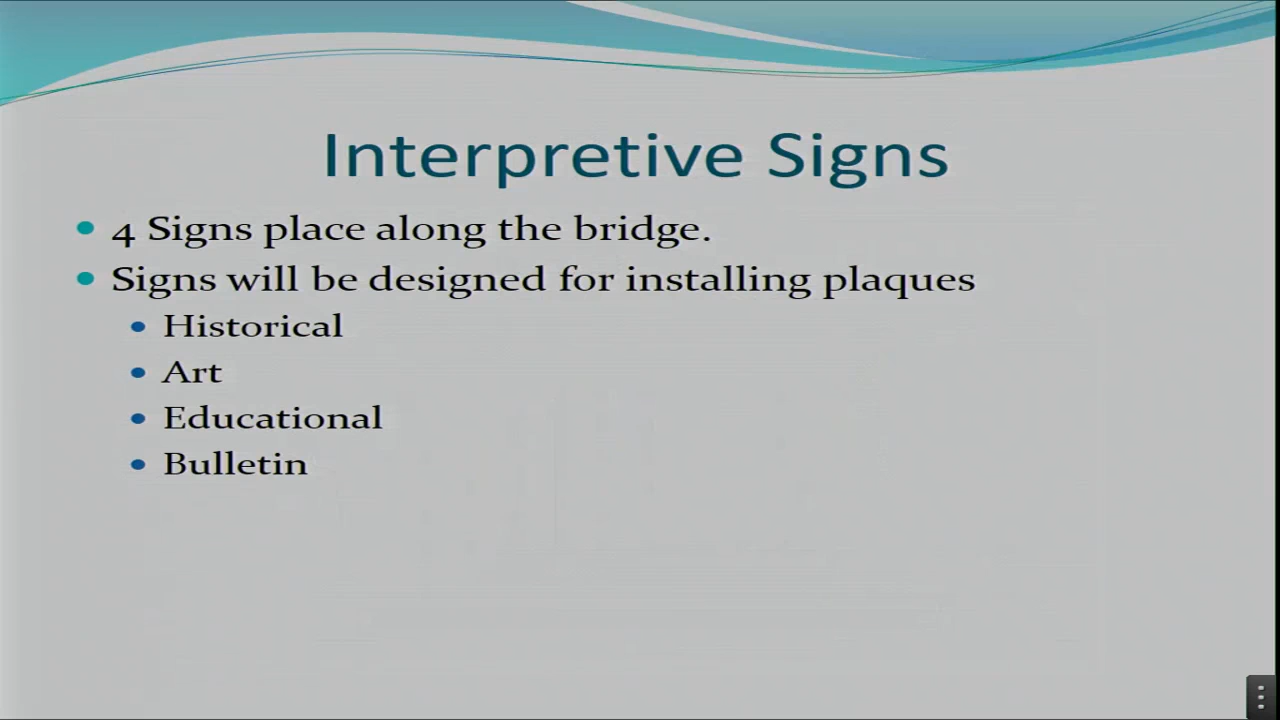 Interpretive Signs
4 Signs place along the bridge.
Signs will be designed for installing plaques
Historical
Art
Educational
Bulletin